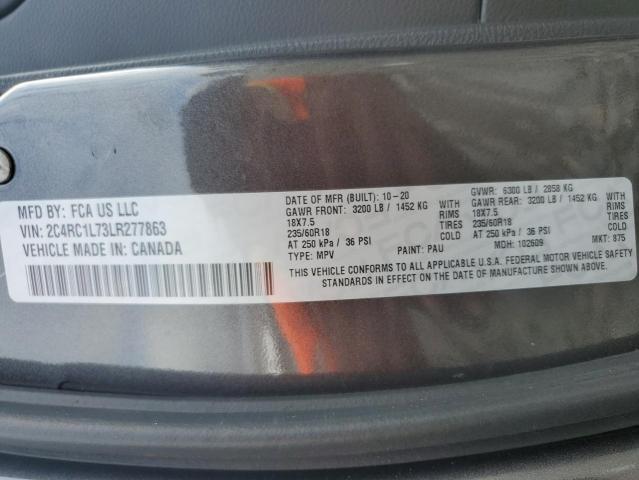 MFD BY: FCA US LLC
VIN: 2C4RC1L73LR277863
VEHICLE MADE IN: CANADA
DATE OF MFR (BUILT): 10-20
GVWR: 6300 LB / 2858 KG
GAWR FRONT: 3200 LB / 1452 KG WITH
GAWR REAR: 3200 LB / 1452 KG WITH
18X7.5 RIMS
18X7.5 RIMS
235/60R18 TIRES
235/60R18 TIRES
AT 250 kPa / 36 PSI COLD
AT 250 kPa / 36 PSI COLD
TYPE: MPV PAINT: PAU MOH: 102609 MKT: 875
THIS VEHICLE CONFORMS TO ALL APPLICABLE U.S.A. FEDERAL MOTOR VEHICLE SAFETY
STANDARDS IN EFFECT ON THE DATE OF MANUFACTURE SHOWN ABOVE.